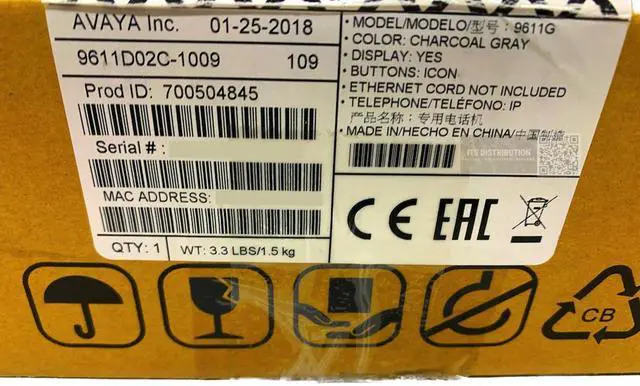 AVAYA Inc. 01-25-2018
9611D02C-1009 109
Prod ID: 700504845
Serial # :
MAC ADDRESS:
QTY: 1 WT: 3.3 LBS/1.5 kg
• MODEL/MODELO/型号: 9611G
• COLOR: CHARCOAL GRAY
• DISPLAY: YES
• BUTTONS: ICON
• ETHERNET CORD NOT INCLUDED
• TELEPHONE/TELÉFONO: IP
产品名称: 专用电话机
• MADE IN/HECHO EN CHINA/中国制造
ITS DISTRIBUTION
CE EAC
CB